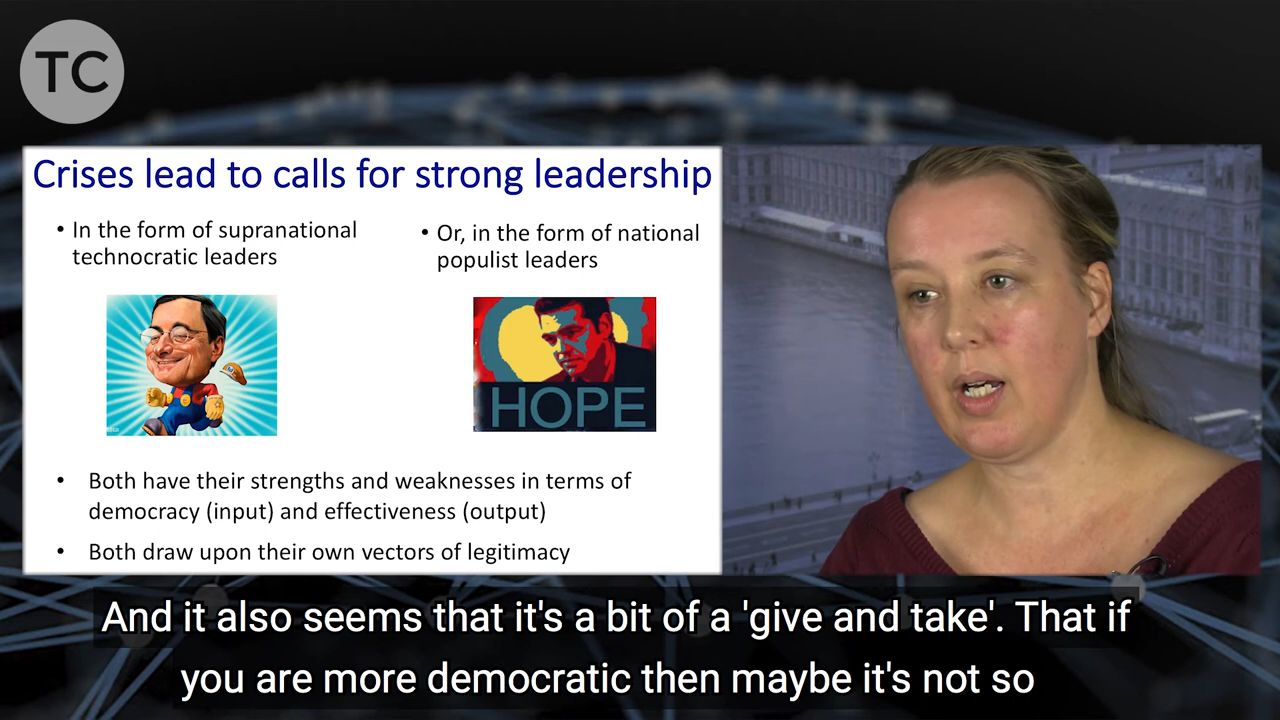 TC
Crises lead to calls for strong leadership
• In the form of supranational
technocratic leaders
• Or, in the form of national
populist leaders
HOPE
• Both have their strengths and weaknesses in terms of
democracy (input) and effectiveness (output)
• Both draw upon their own vectors of legitimacy
And it also seems that it's a bit of a 'give and take'. That if
you are more democratic then maybe it's not so